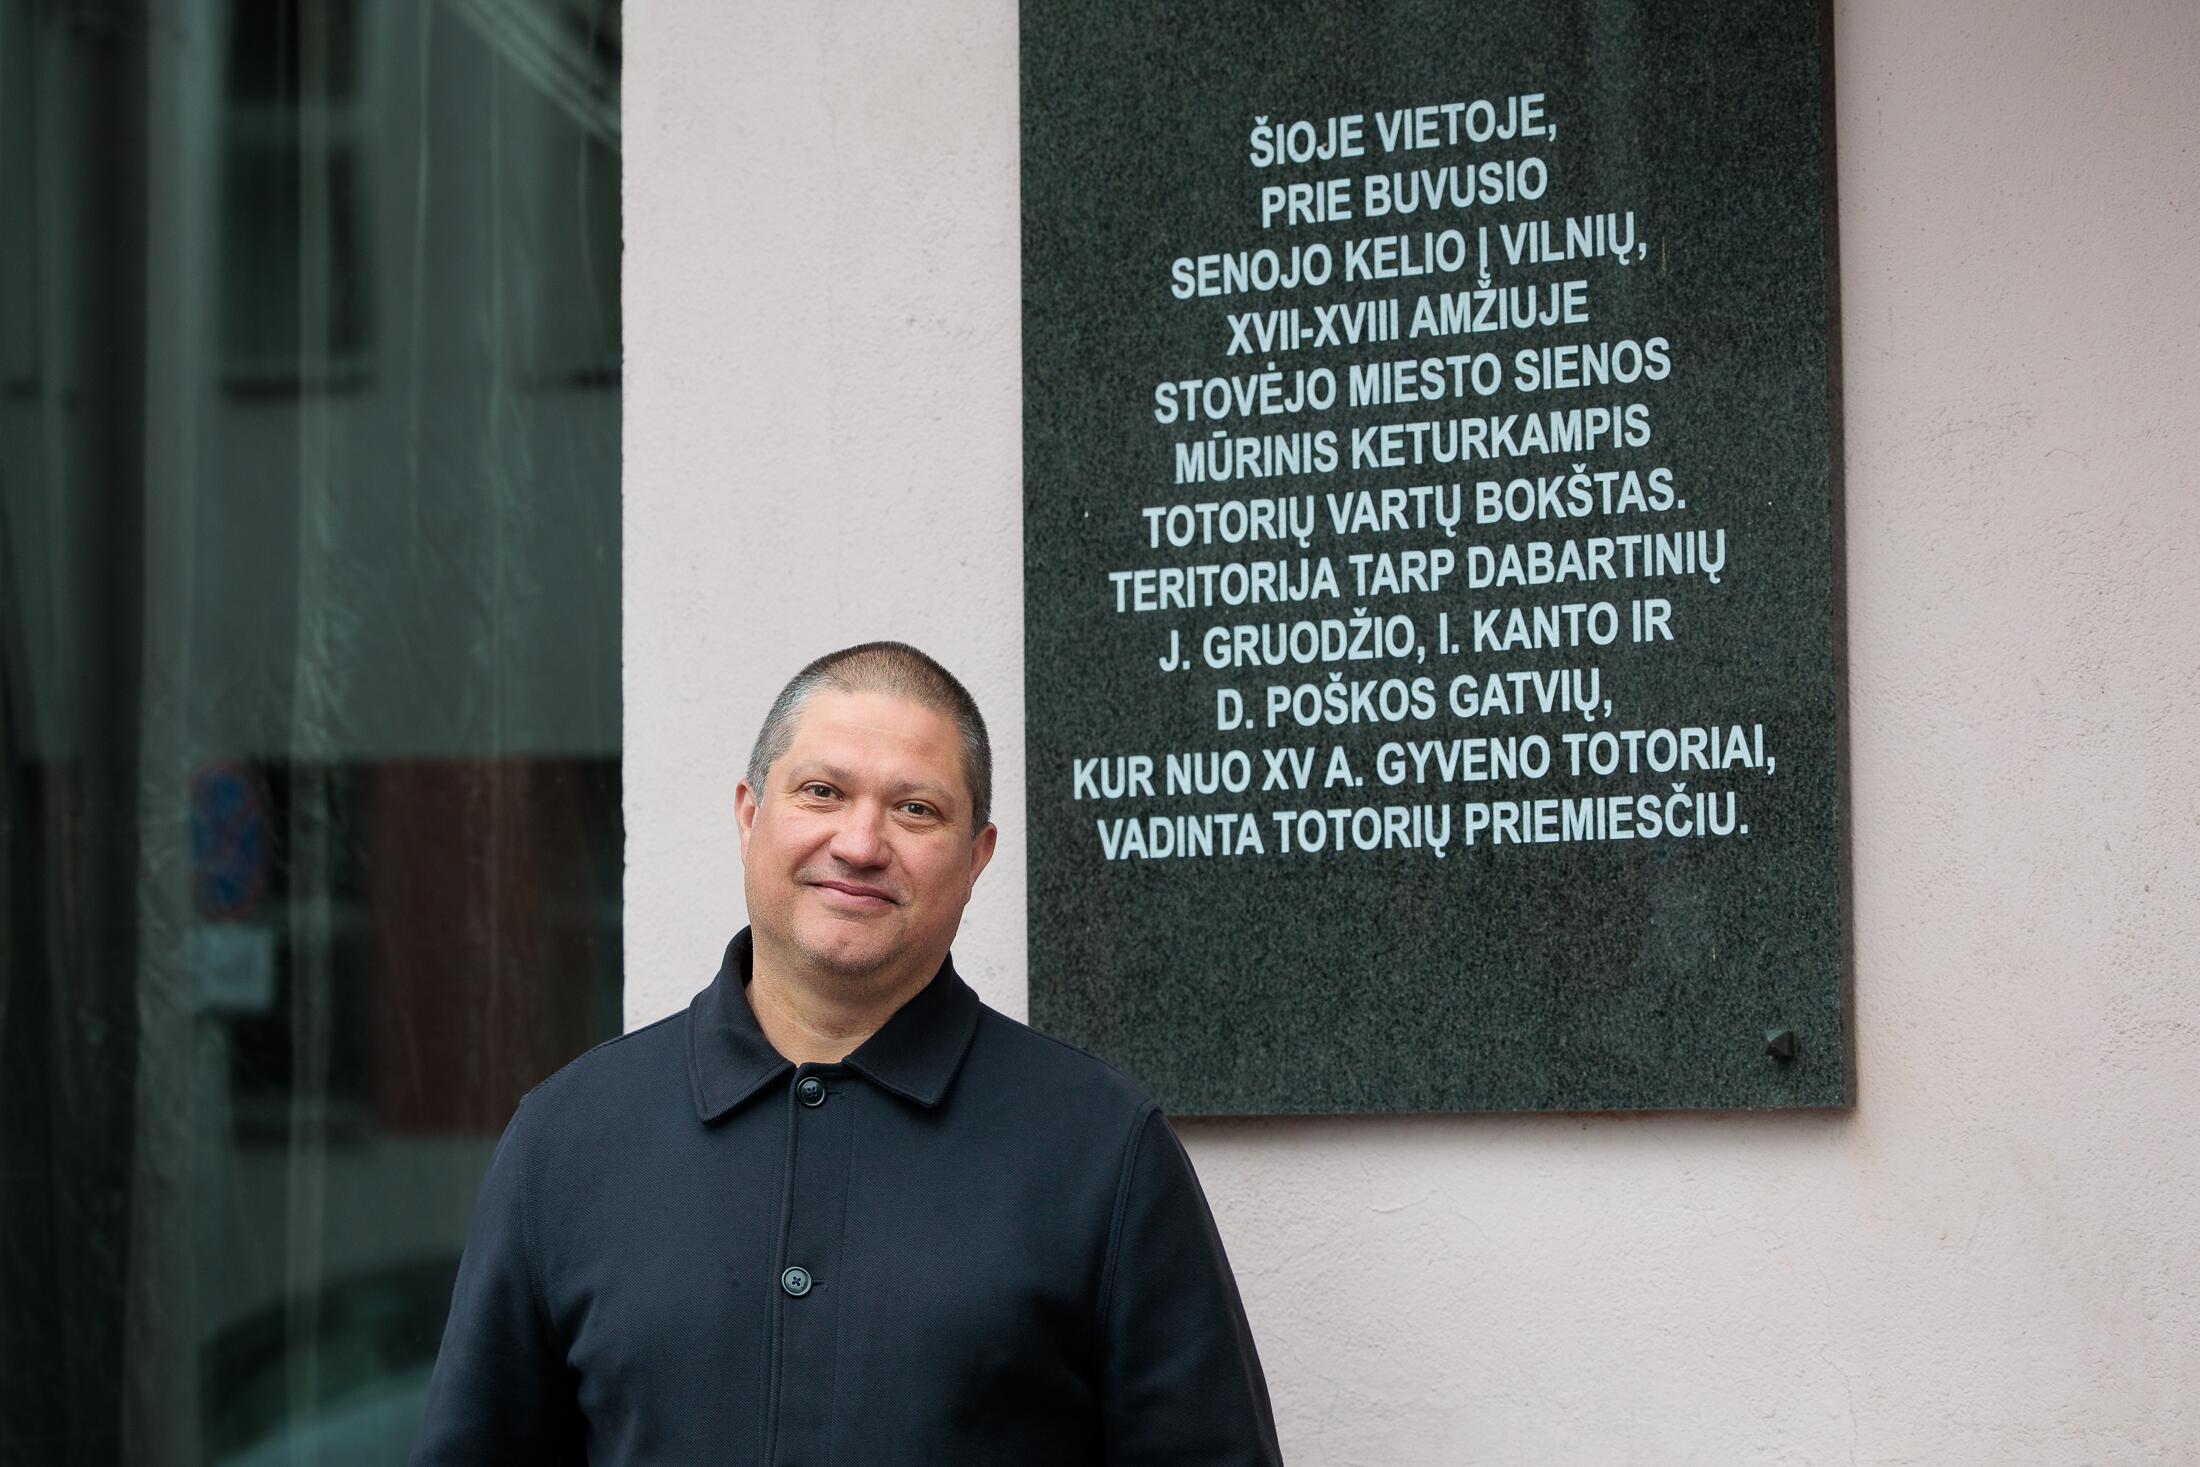 ŠIOJE VIETOJE,
PRIE BUVUSIO
SENOJO KELIO Į VILNIŲ,
XVII-XVIII AMŽIUJE
STOVĖJO MIESTO SIENOS
MŪRINIS KETURKAMPIS
TOTORIŲ VARTŲ BOKŠTAS.
TERITORIJA TARP DABARTINIŲ
J. GRUODŽIO, I. KANTO IR
D. POŠKOS GATVIŲ,
KUR NUO XV A. GYVENO TOTORIAI,
VADINTA TOTORIŲ PRIEMIESČIU.